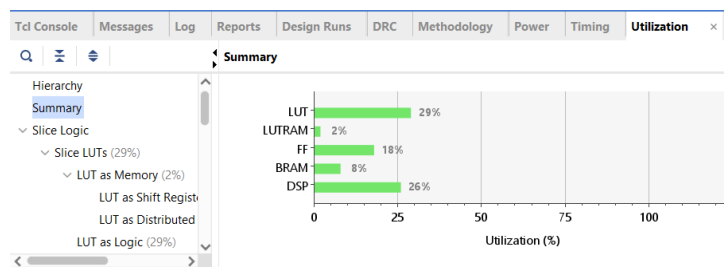 Tcl Console Messages Log Reports Design Runs DRC Methodology Power Timing Utilization ×
Summary
Hierarchy
Summary
Slice Logic
Slice LUTs (29%)
LUT as Memory (2%)
LUT as Shift Regist
LUT as Distributed
LUT as Logic (29%)
LUT 29%
LUTRAM 2%
FF 18%
BRAM 8%
DSP 26%
0 25 50 75 100
Utilization (%)